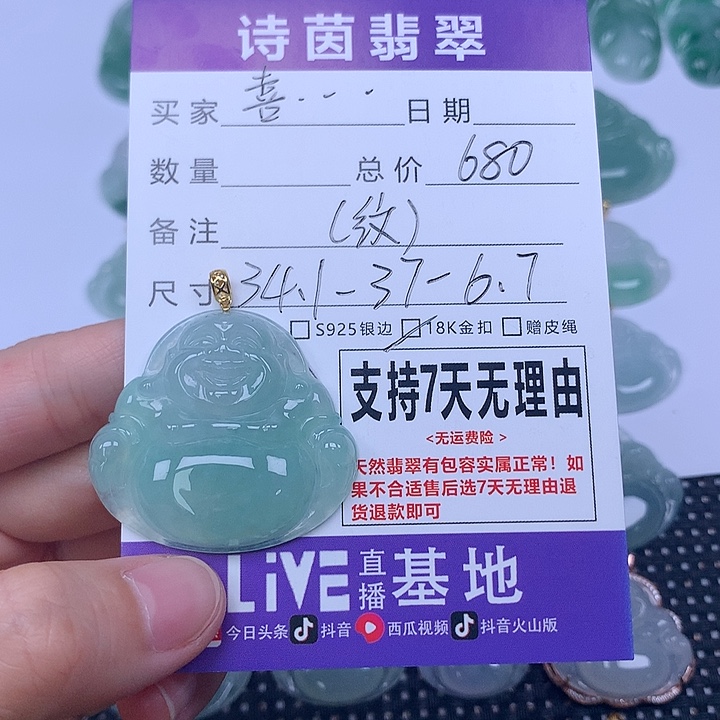 诗茵翡翠
买家 喜... 日期
数量 总价 680
备注 (纹)
尺寸 34.1-37-6.7
S925银边 18K金扣 赠皮绳
支持7天无理由
<无运费险>
天然翡翠有包容实属正常！如
果不合适售后选7天无理由退
货退款即可
LiVE 直播 基地
今日头条 抖音 西瓜视频 抖音火山版